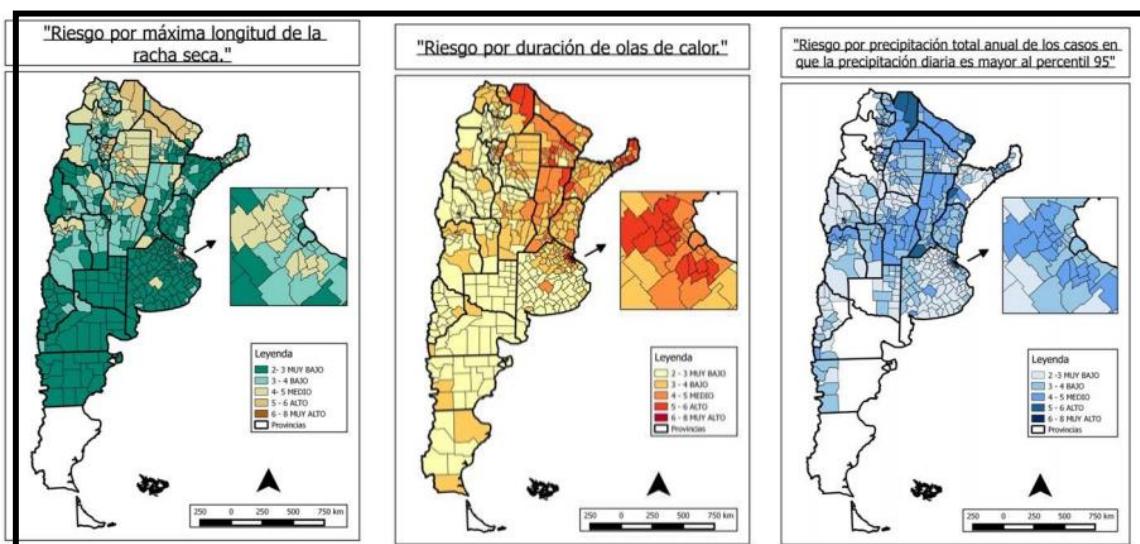 "Riesgo por máxima longitud de la
racha seca."
Leyenda
2- 3 MUY BAJO
3 - 4 BAJO
4- 5 MEDIO
5 - 6 ALTO
6 - 8 MUY ALTO
Provincias
250 0 250 500 750 km
"Riesgo por duración de olas de calor."
Leyenda
2 - 3 MUY BAJO
3 - 4 BAJO
4 - 5 MEDIO
5 - 6 ALTO
6 - 8 MUY ALTO
Provincias
250 0 250 500 750 km
"Riesgo por precipitación total anual de los casos en
que la precipitación diaria es mayor al percentil 95"
Leyenda
2 -3 MUY BAJO
3 - 4 BAJO
4 - 5 MEDIO
5 - 6 ALTO
6 - 8 MUY ALTO
Provincias
250 0 250 500 750 km